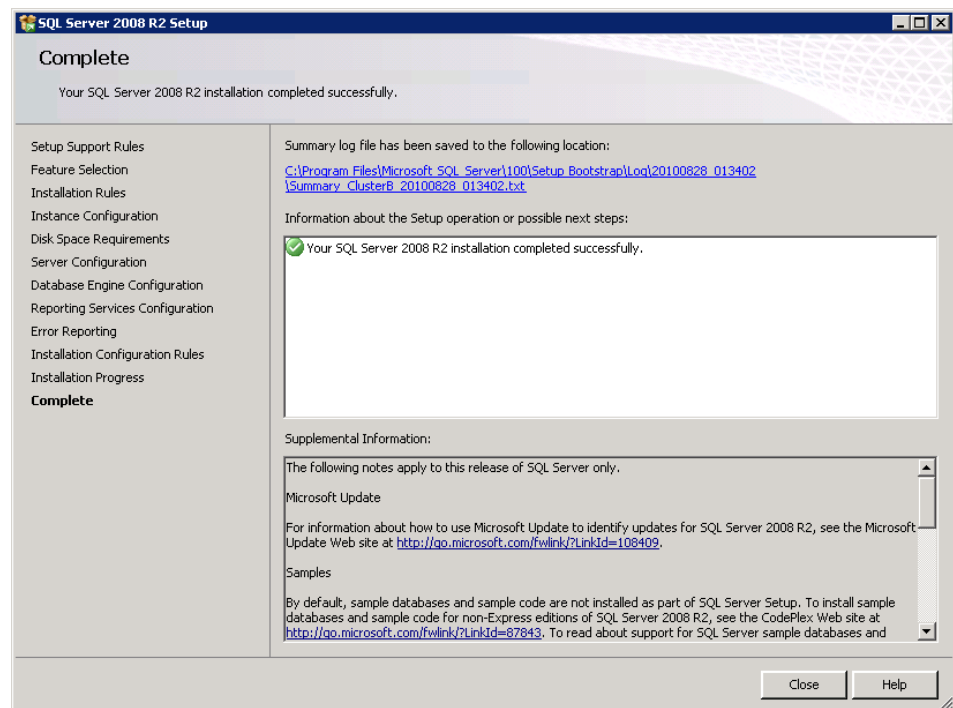 SQL Server 2008 R2 Setup
Complete
Your SQL Server 2008 R2 installation completed successfully.
Setup Support Rules
Feature Selection
Installation Rules
Instance Configuration
Disk Space Requirements
Server Configuration
Database Engine Configuration
Reporting Services Configuration
Error Reporting
Installation Configuration Rules
Installation Progress
Complete
Summary log file has been saved to the following location:
C:\Program Files\Microsoft SQL Server\100\Setup Bootstrap\Log\20100828_013402
\Summary_ClusterB_20100828_013402.txt
Information about the Setup operation or possible next steps:
Your SQL Server 2008 R2 installation completed successfully.
Supplemental Information:
The following notes apply to this release of SQL Server only.
Microsoft Update
For information about how to use Microsoft Update to identify updates for SQL Server 2008 R2, see the Microsoft
Update Web site at http://go.microsoft.com/fwlink/?LinkId=108409.
Samples
By default, sample databases and sample code are not installed as part of SQL Server Setup. To install sample
databases and sample code for non-Express editions of SQL Server 2008 R2, see the CodePlex Web site at
http://go.microsoft.com/fwlink/?LinkId=87843. To read about support for SQL Server sample databases and
Close
Help